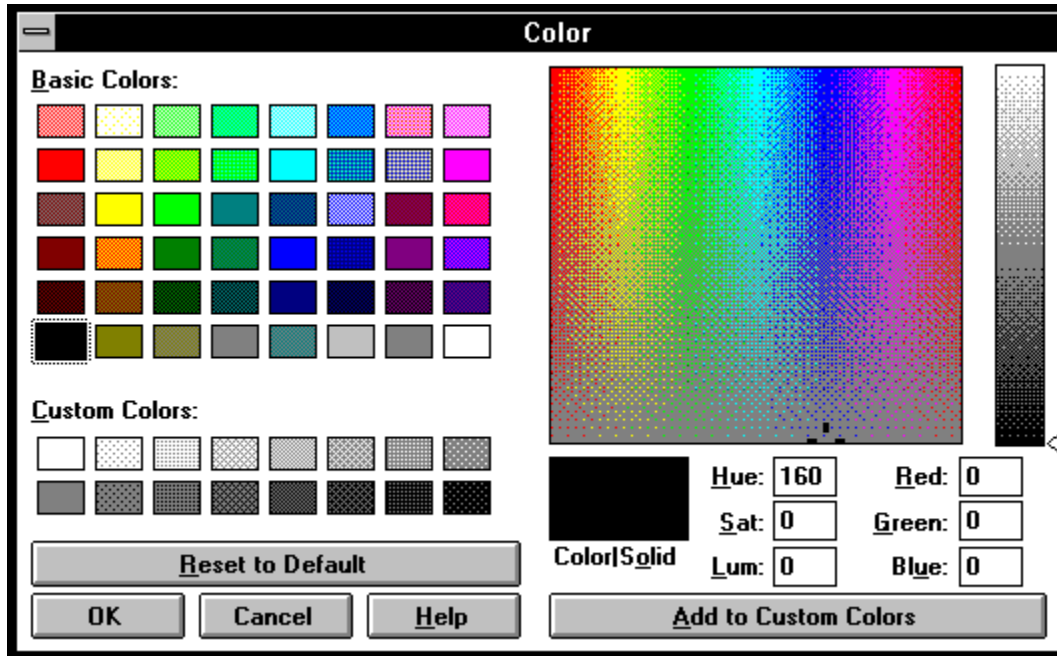 Color
Basic Colors:
Custom Colors:
Reset to Default
OK Cancel Help
Color|Solid
Hue: 160 Red: 0
Sat: 0 Green: 0
Lum: 0 Blue: 0
Add to Custom Colors